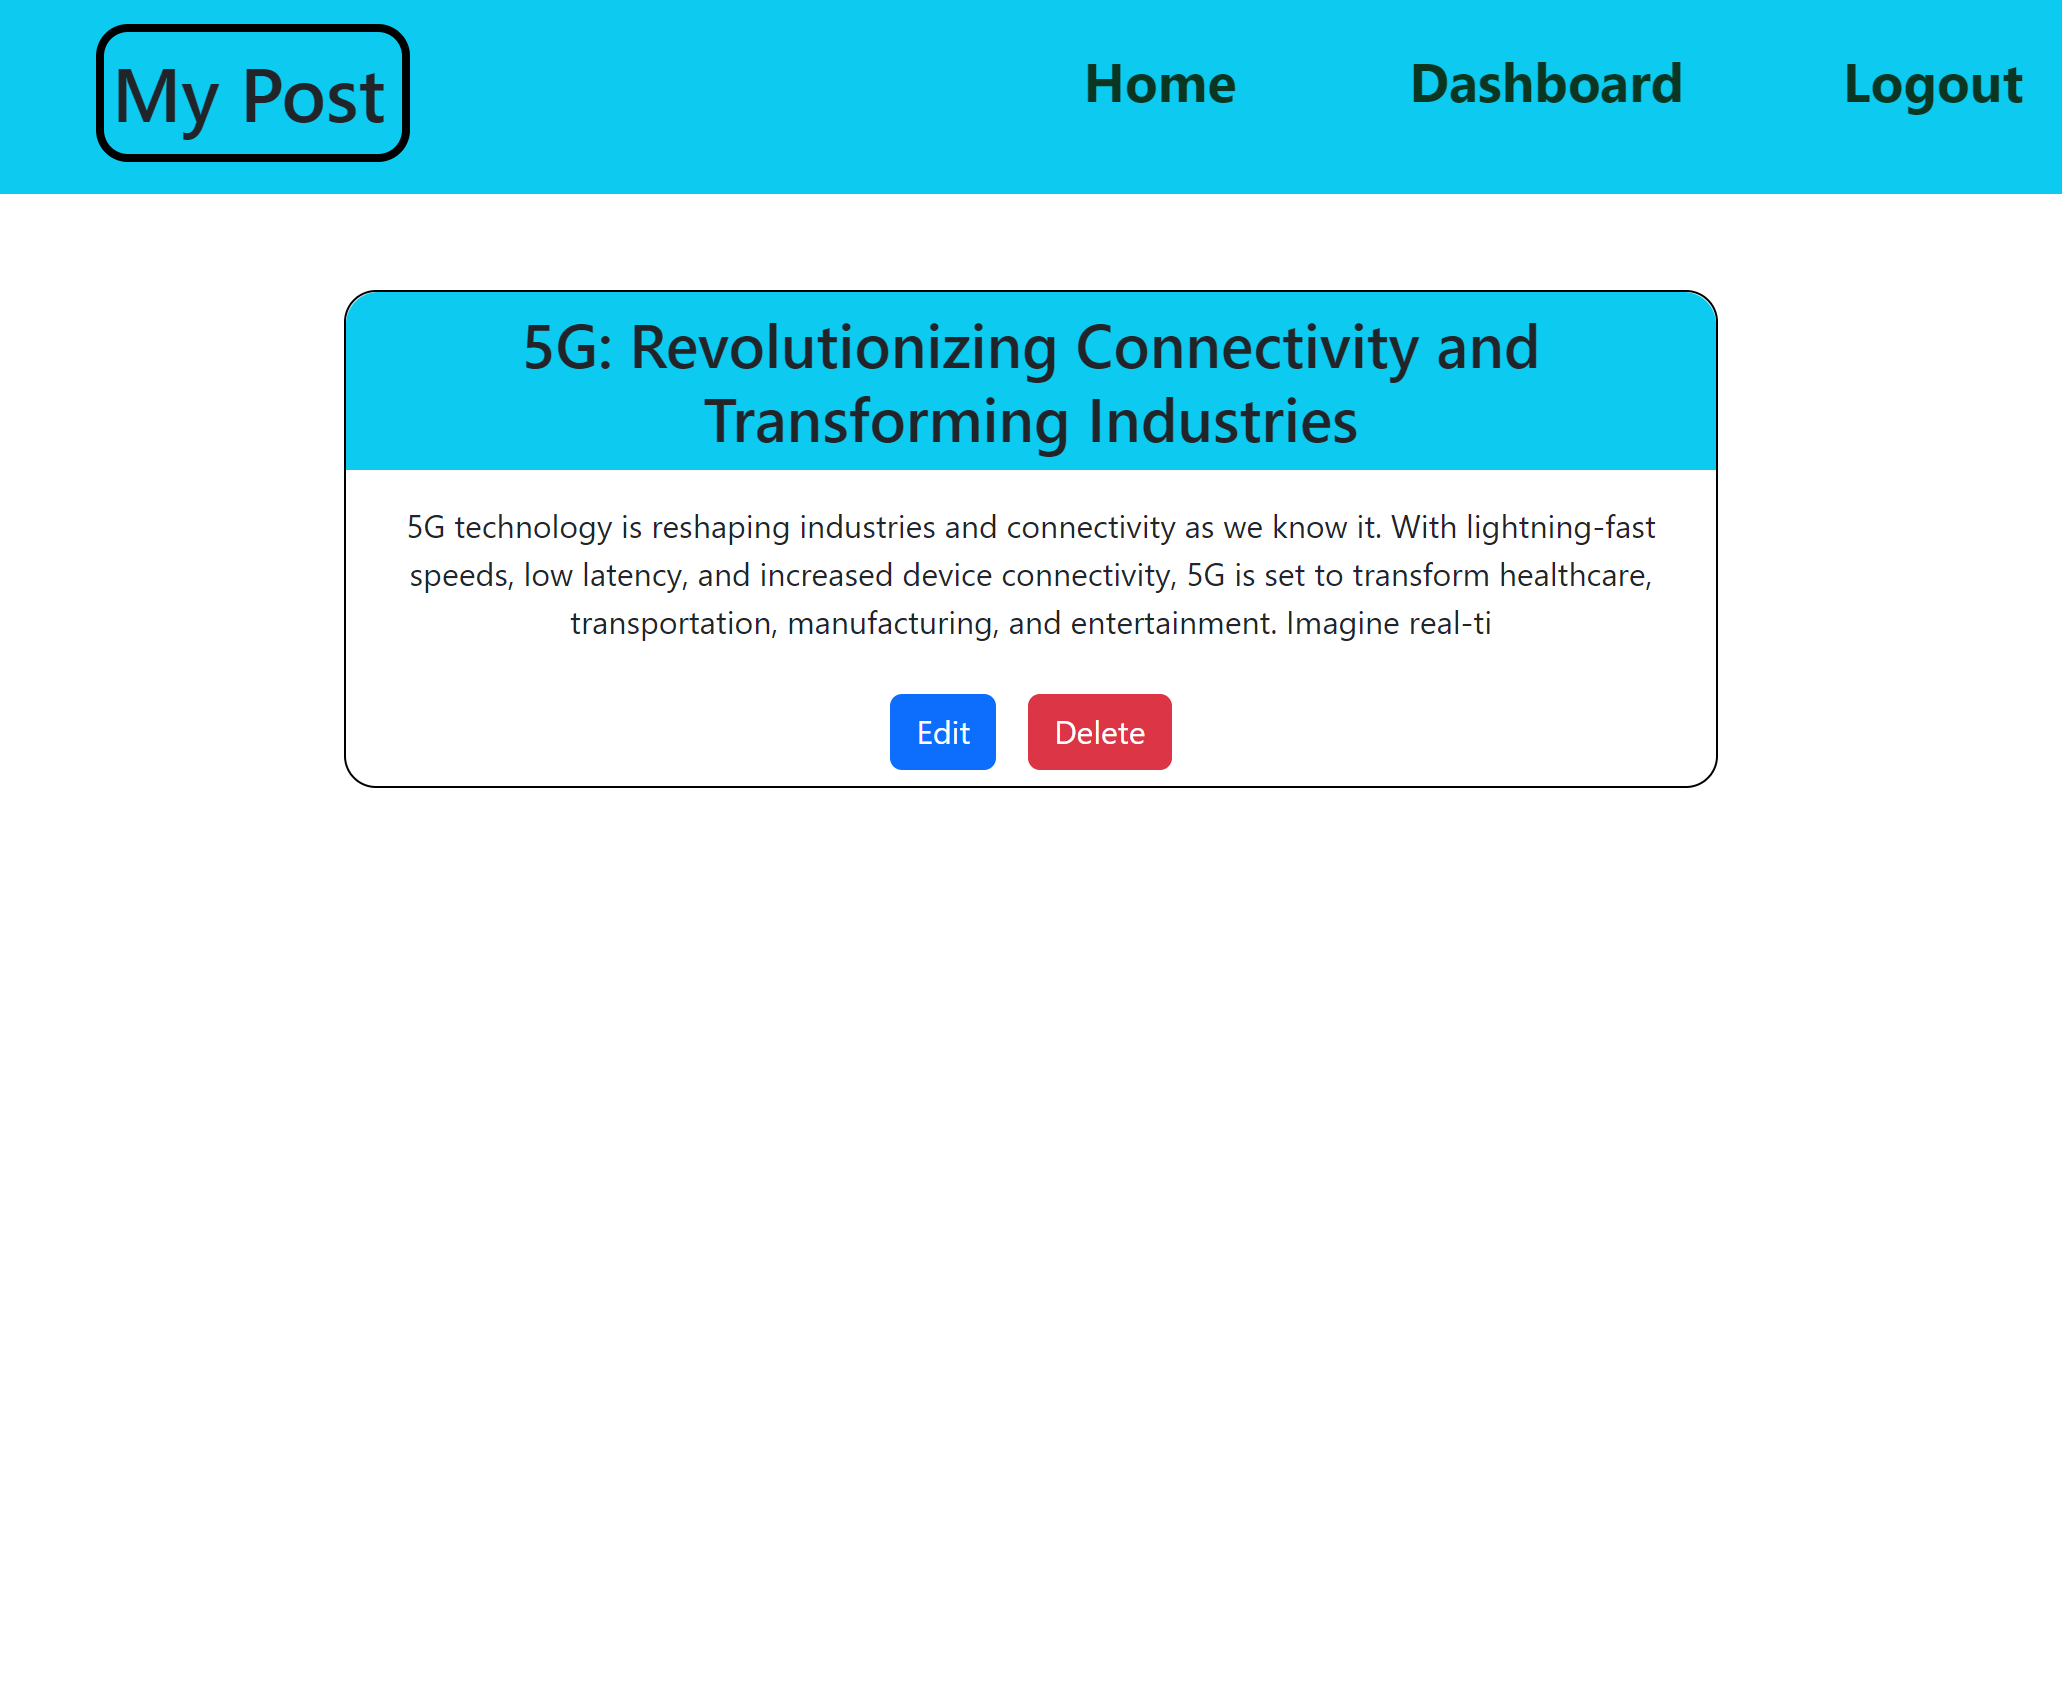 My Post
Home
Dashboard
Logout
5G: Revolutionizing Connectivity and
Transforming Industries
5G technology is reshaping industries and connectivity as we know it. With lightning-fast
speeds, low latency, and increased device connectivity, 5G is set to transform healthcare,
transportation, manufacturing, and entertainment. Imagine real-ti
Edit
Delete